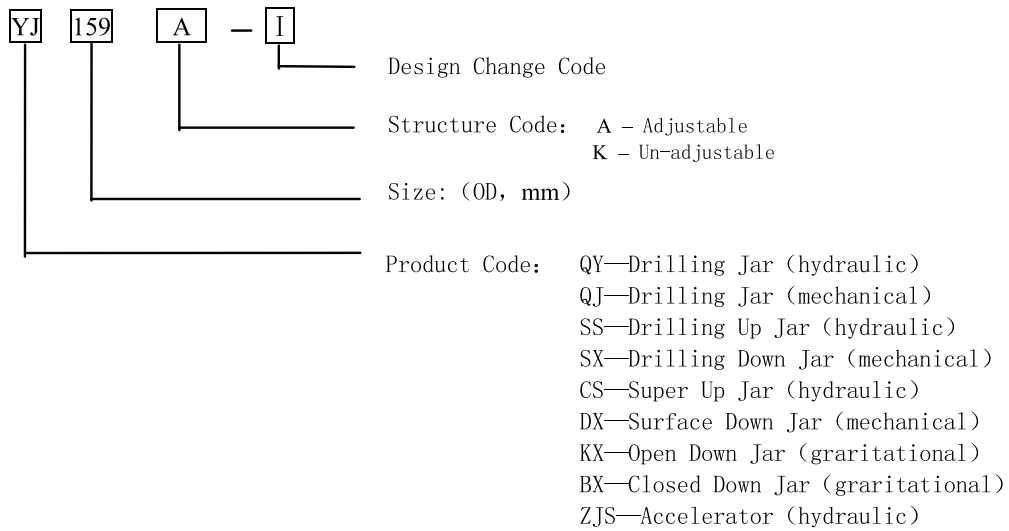 YJ 159 A – I
Design Change Code
Structure Code： A – Adjustable
K – Un-adjustable
Size:（OD，mm）
Product Code： QY—Drilling Jar（hydraulic）
QJ—Drilling Jar（mechanical）
SS—Drilling Up Jar（hydraulic）
SX—Drilling Down Jar（mechanical）
CS—Super Up Jar（hydraulic）
DX—Surface Down Jar（mechanical）
KX—Open Down Jar（graritational）
BX—Closed Down Jar（graritational）
ZJS—Accelerator（hydraulic）